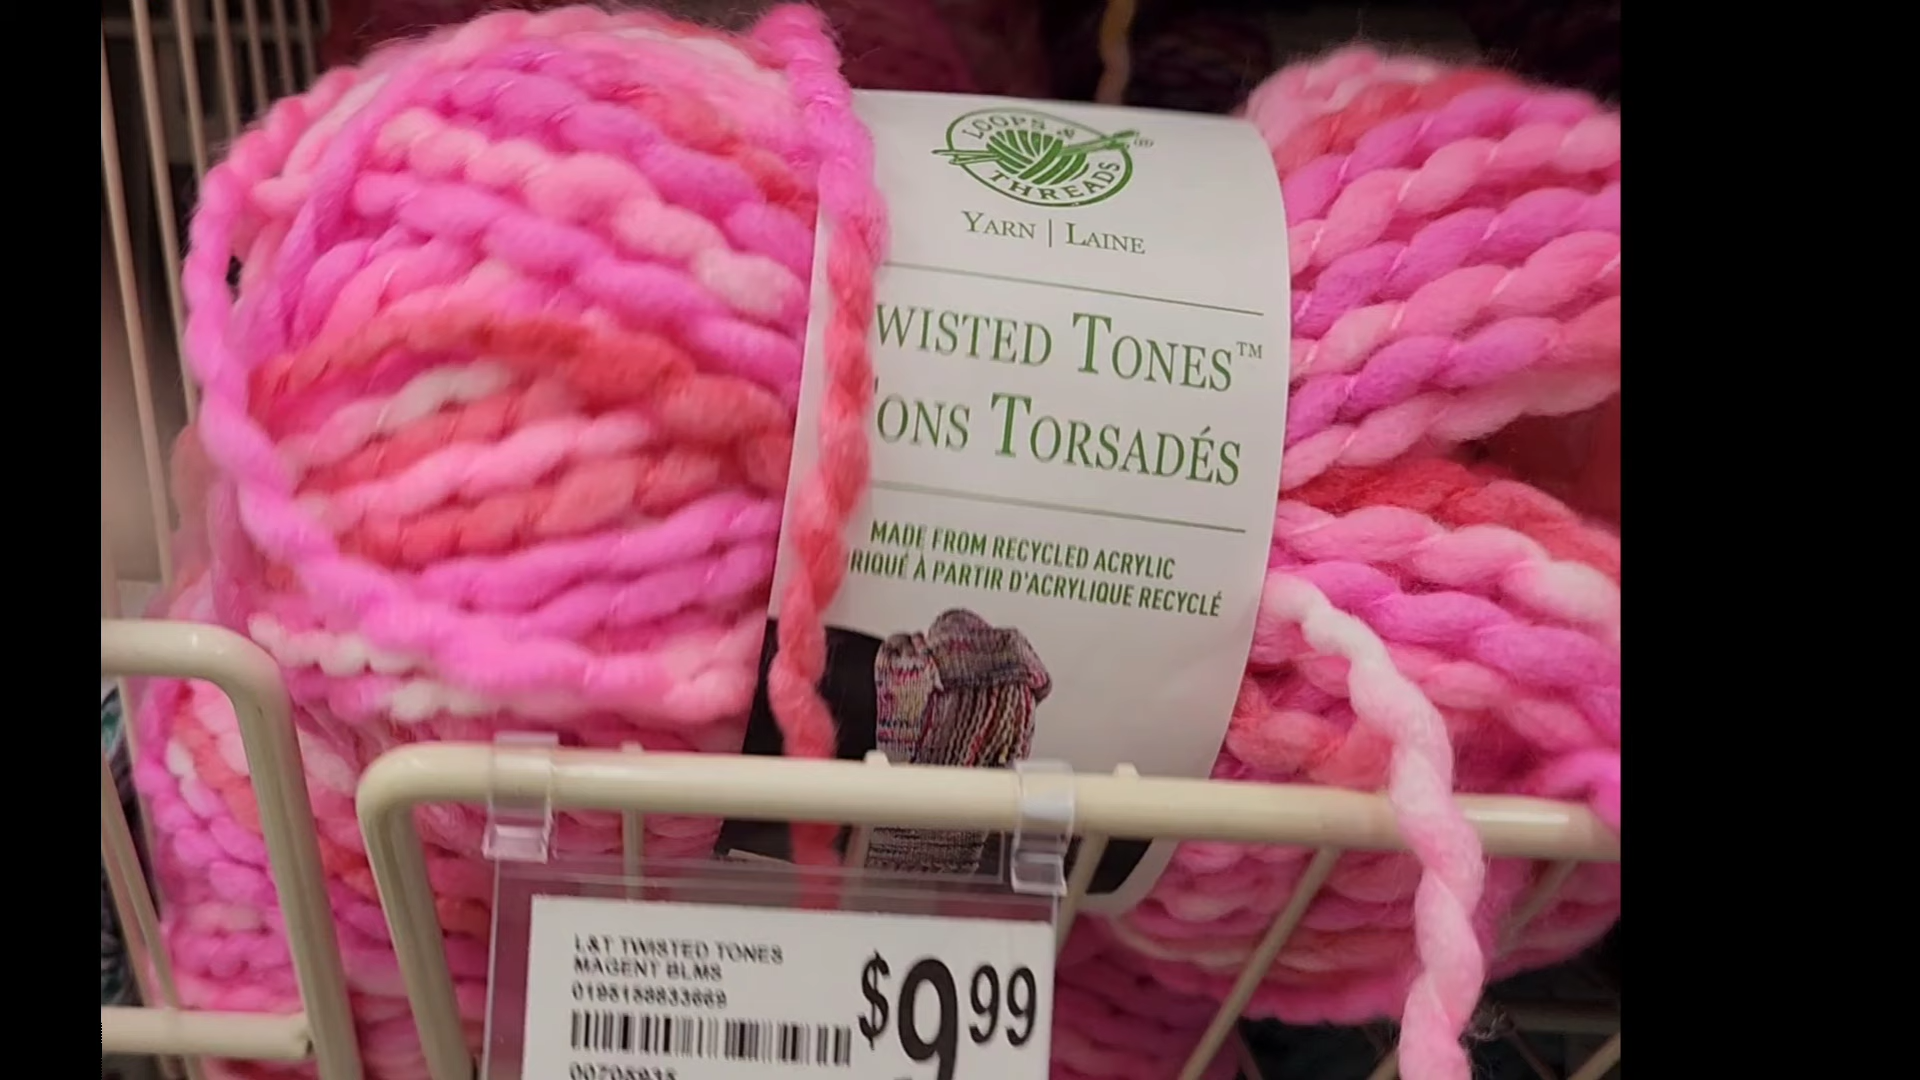 LOOPS &
THREADS®
YARN | LAINE
WISTED TONES™
ONS TORSADÉS
MADE FROM RECYCLED ACRYLIC
RIQUÉ À PARTIR D'ACRYLIQUE RECYCLÉ
L&T TWISTED TONES
MAGENT BLMS
0195158833669
$9.99